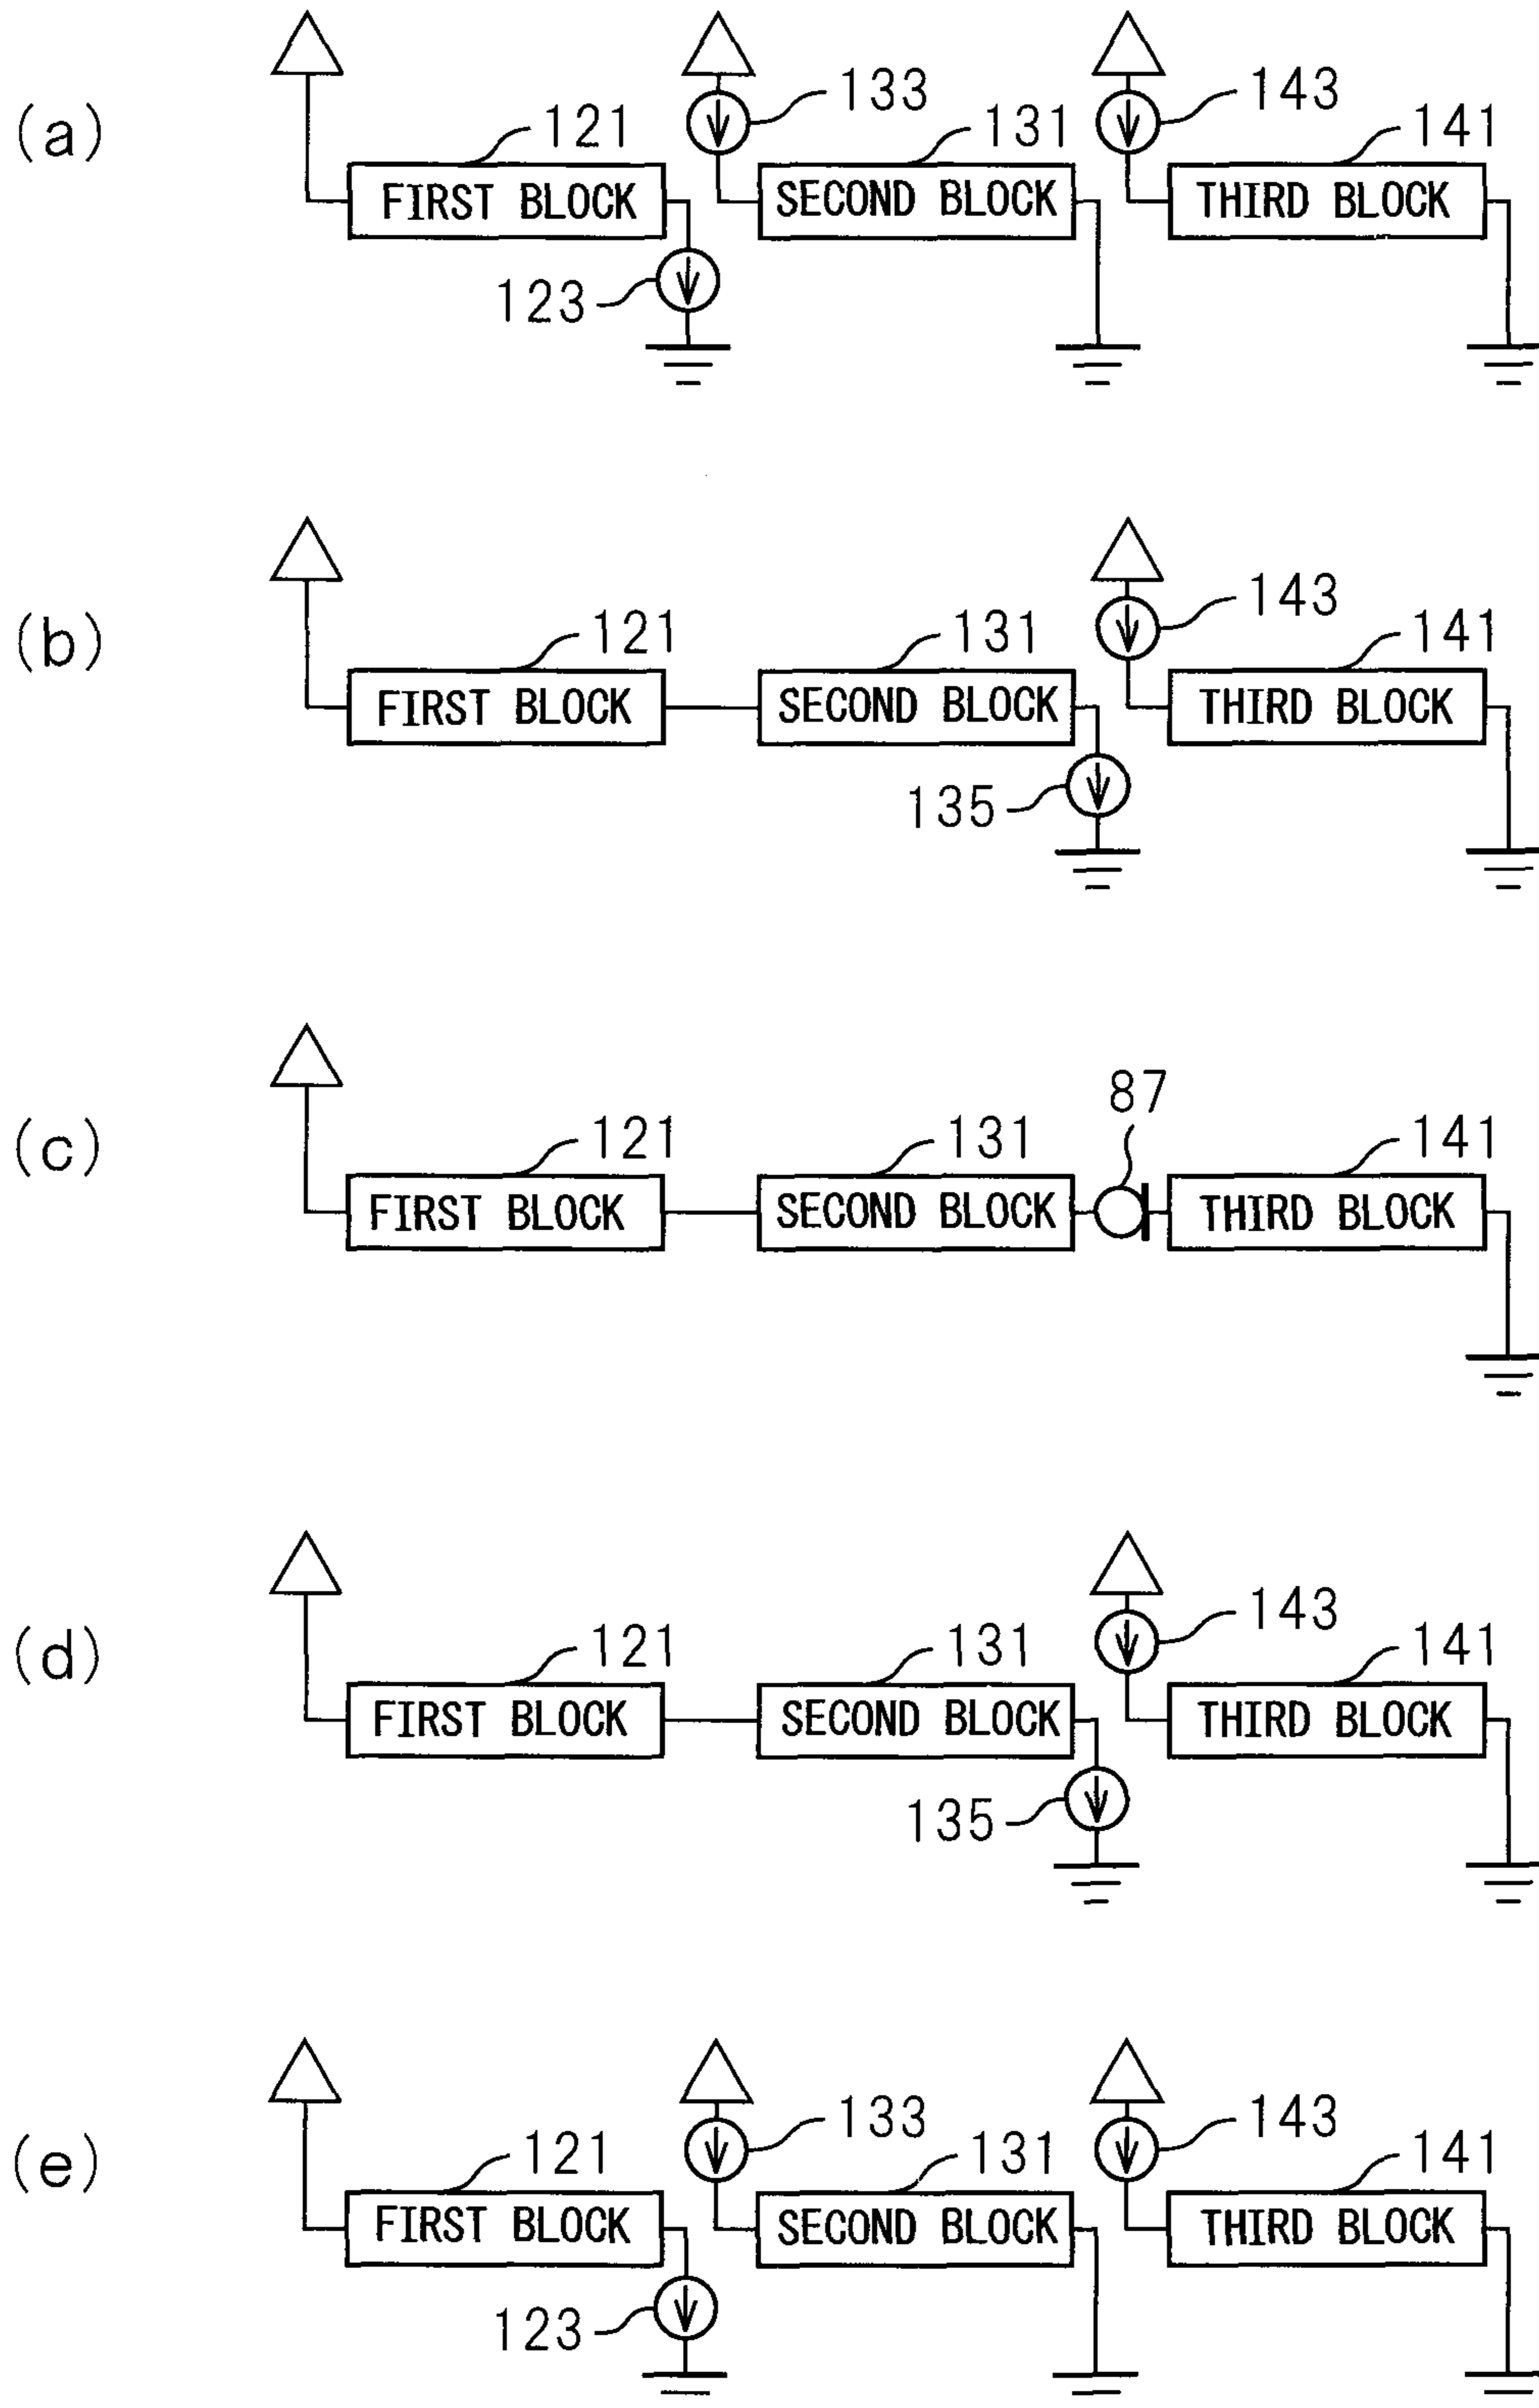 (a)
133
143
121
131
141
FIRST BLOCK
SECOND BLOCK
THIRD BLOCK
123
(b)
143
121
131
141
FIRST BLOCK
SECOND BLOCK
THIRD BLOCK
135
(c)
87
121
131
141
FIRST BLOCK
SECOND BLOCK
THIRD BLOCK
(d)
143
121
131
141
FIRST BLOCK
SECOND BLOCK
THIRD BLOCK
135
(e)
133
143
121
131
141
FIRST BLOCK
SECOND BLOCK
THIRD BLOCK
123